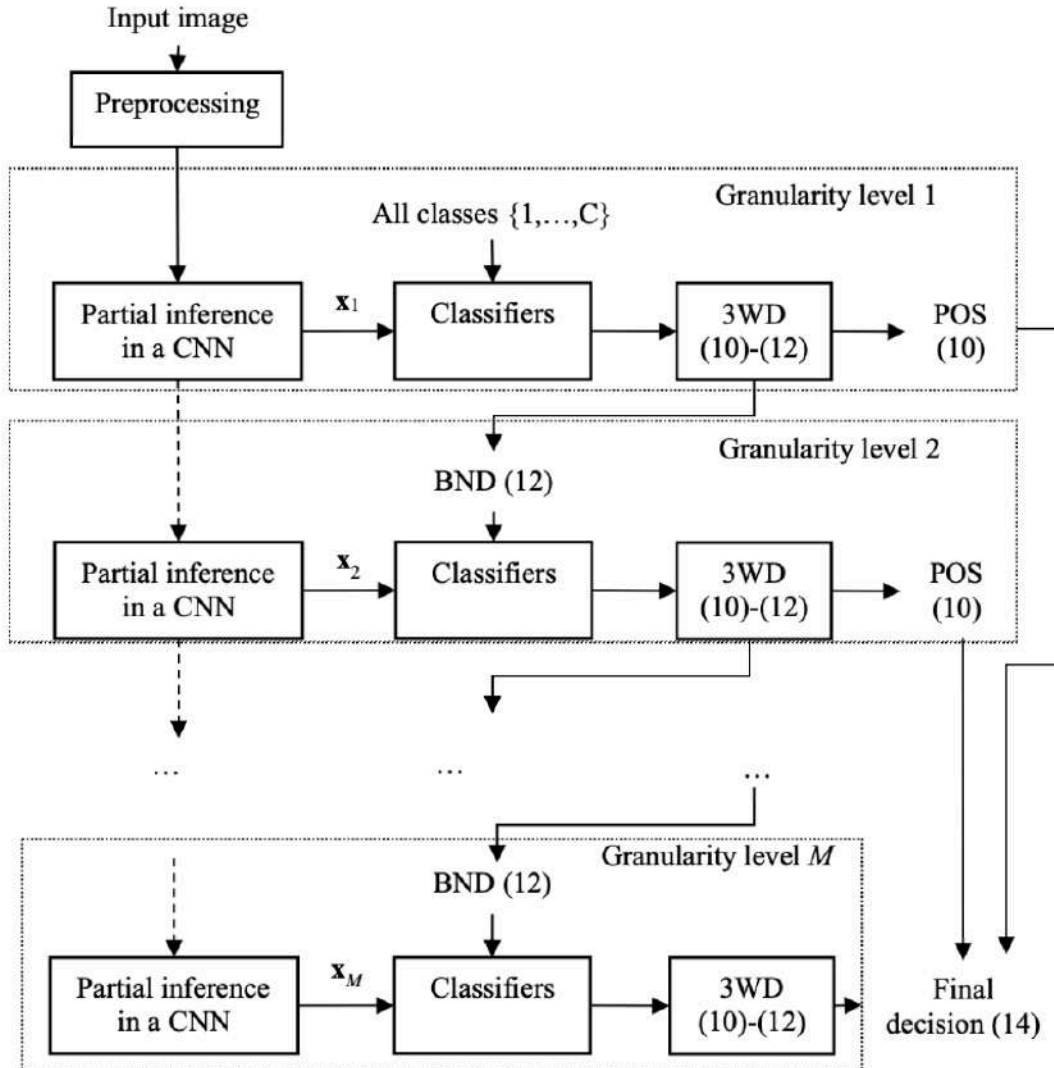 Input image
Preprocessing
Granularity level 1
All classes {1,…,C}
Partial inference
in a CNN
x1
Classifiers
3WD
(10)-(12)
POS
(10)
Granularity level 2
BND (12)
Partial inference
in a CNN
x2
Classifiers
3WD
(10)-(12)
POS
(10)
…
…
…
Granularity level M
BND (12)
Partial inference
in a CNN
xM
Classifiers
3WD
(10)-(12)
Final
decision (14)